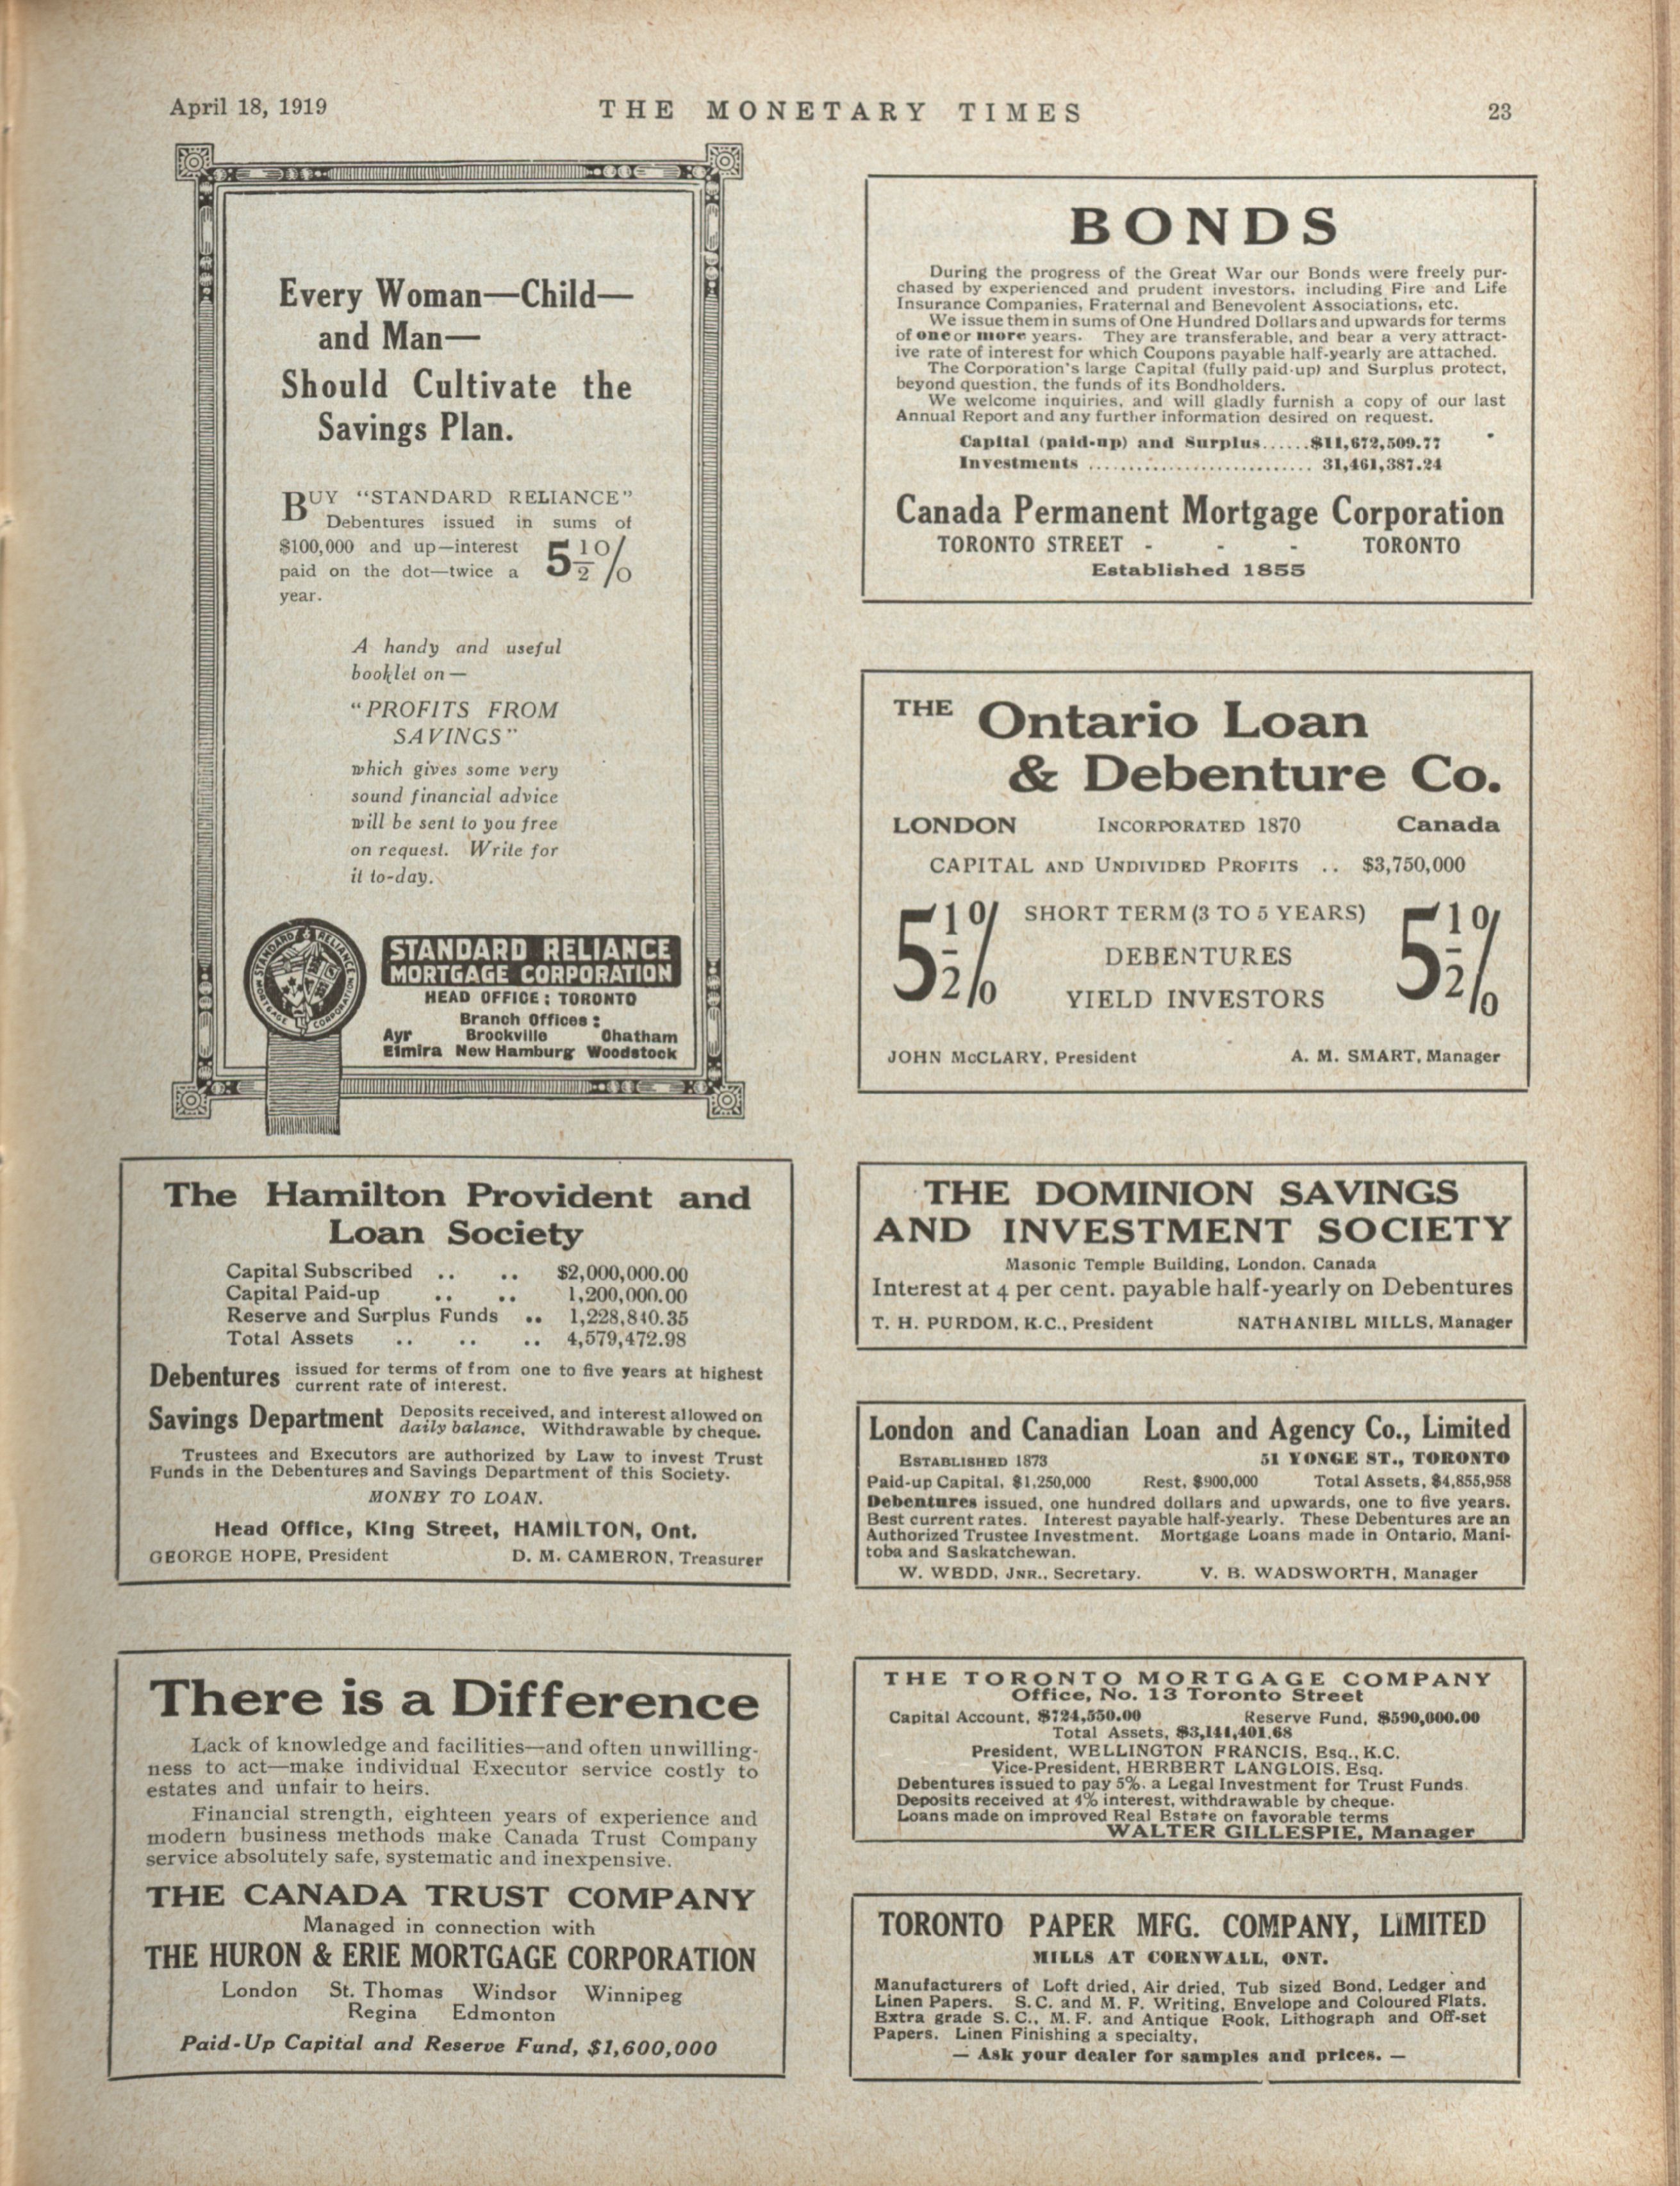 April 18, 1919
THE MONETARY TIMES
23
Every Woman—Child—
and Man—
Should Cultivate the
Savings Plan.
BUY "STANDARD RELIANCE"
Debentures issued in sums of
$100,000 and up—interest
paid on the dot—twice a
year.
5½%
A handy and useful
booklet on—
"PROFITS FROM
SAVINGS"
which gives some very
sound financial advice
will be sent to you free
on request. Write for
it to-day.
STANDARD RELIANCE
MORTGAGE CORPORATION
STANDARD RELIANCE
MORTGAGE CORPORATION
HEAD OFFICE: TORONTO
Branch Offices:
Ayr Brockville Chatham
Elmira New Hamburg Woodstock
The Hamilton Provident and
Loan Society
Capital Subscribed .. .. $2,000,000.00
Capital Paid-up .. .. 1,200,000.00
Reserve and Surplus Funds .. 1,228,840.35
Total Assets .. .. .. 4,579,472.98
Debentures issued for terms of from one to five years at highest
current rate of interest.
Savings Department Deposits received, and interest allowed on
daily balance. Withdrawable by cheque.
Trustees and Executors are authorized by Law to invest Trust
Funds in the Debentures and Savings Department of this Society.
MONEY TO LOAN.
Head Office, King Street, HAMILTON, Ont.
GEORGE HOPE, President D. M. CAMERON, Treasurer
There is a Difference
Lack of knowledge and facilities—and often unwilling-
ness to act—make individual Executor service costly to
estates and unfair to heirs.
Financial strength, eighteen years of experience and
modern business methods make Canada Trust Company
service absolutely safe, systematic and inexpensive.
THE CANADA TRUST COMPANY
Managed in connection with
THE HURON & ERIE MORTGAGE CORPORATION
London St. Thomas Windsor Winnipeg
Regina Edmonton
Paid-Up Capital and Reserve Fund, $1,600,000
BONDS
During the progress of the Great War our Bonds were freely pur-
chased by experienced and prudent investors, including Fire and Life
Insurance Companies, Fraternal and Benevolent Associations, etc.
We issue them in sums of One Hundred Dollars and upwards for terms
of one or more years. They are transferable, and bear a very attract-
ive rate of interest for which Coupons payable half-yearly are attached.
The Corporation's large Capital (fully paid-up) and Surplus protect,
beyond question, the funds of its Bondholders.
We welcome inquiries, and will gladly furnish a copy of our last
Annual Report and any further information desired on request.
Capital (paid-up) and Surplus......$11,672,509.77
Investments ........................... 31,461,387.24
Canada Permanent Mortgage Corporation
TORONTO STREET - - - TORONTO
Established 1855
THE Ontario Loan
& Debenture Co.
LONDON INCORPORATED 1870 Canada
CAPITAL AND UNDIVIDED PROFITS .. $3,750,000
5½% SHORT TERM (3 TO 5 YEARS) 5½%
DEBENTURES
YIELD INVESTORS
JOHN McCLARY, President A. M. SMART, Manager
THE DOMINION SAVINGS
AND INVESTMENT SOCIETY
Masonic Temple Building, London, Canada
Interest at 4 per cent. payable half-yearly on Debentures
T. H. PURDOM, K.C., President NATHANIEL MILLS, Manager
London and Canadian Loan and Agency Co., Limited
ESTABLISHED 1873 51 YONGE ST., TORONTO
Paid-up Capital, $1,250,000 Rest, $900,000 Total Assets, $4,855,958
Debentures issued, one hundred dollars and upwards, one to five years.
Best current rates. Interest payable half-yearly. These Debentures are an
Authorized Trustee Investment. Mortgage Loans made in Ontario, Mani-
toba and Saskatchewan.
W. WEDD, JNR., Secretary. V. B. WADSWORTH, Manager
THE TORONTO MORTGAGE COMPANY
Office, No. 13 Toronto Street
Capital Account, $724,550.00 Reserve Fund, $590,000.00
Total Assets, $3,141,401.68
President, WELLINGTON FRANCIS, Esq., K.C.
Vice-President, HERBERT LANGLOIS, Esq.
Debentures issued to pay 5%, a Legal Investment for Trust Funds.
Deposits received at 4% interest, withdrawable by cheque.
Loans made on improved Real Estate on favorable terms
WALTER GILLESPIE, Manager
TORONTO PAPER MFG. COMPANY, LIMITED
MILLS AT CORNWALL, ONT.
Manufacturers of Loft dried, Air dried, Tub sized Bond, Ledger and
Linen Papers. S. C. and M. F. Writing, Envelope and Coloured Flats.
Extra grade S. C., M. F. and Antique Book, Lithograph and Off-set
Papers. Linen Finishing a specialty.
— Ask your dealer for samples and prices. —